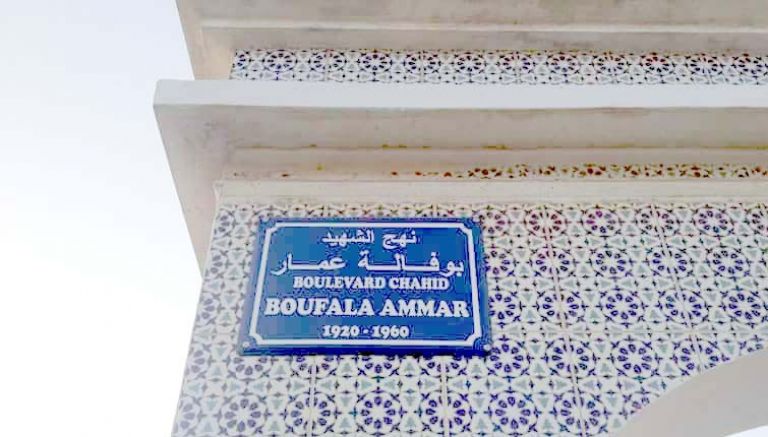 نهج الشهيد
بوفالة عمار
BOULEVARD CHAHID
BOUFALA AMMAR
1920 - 1960